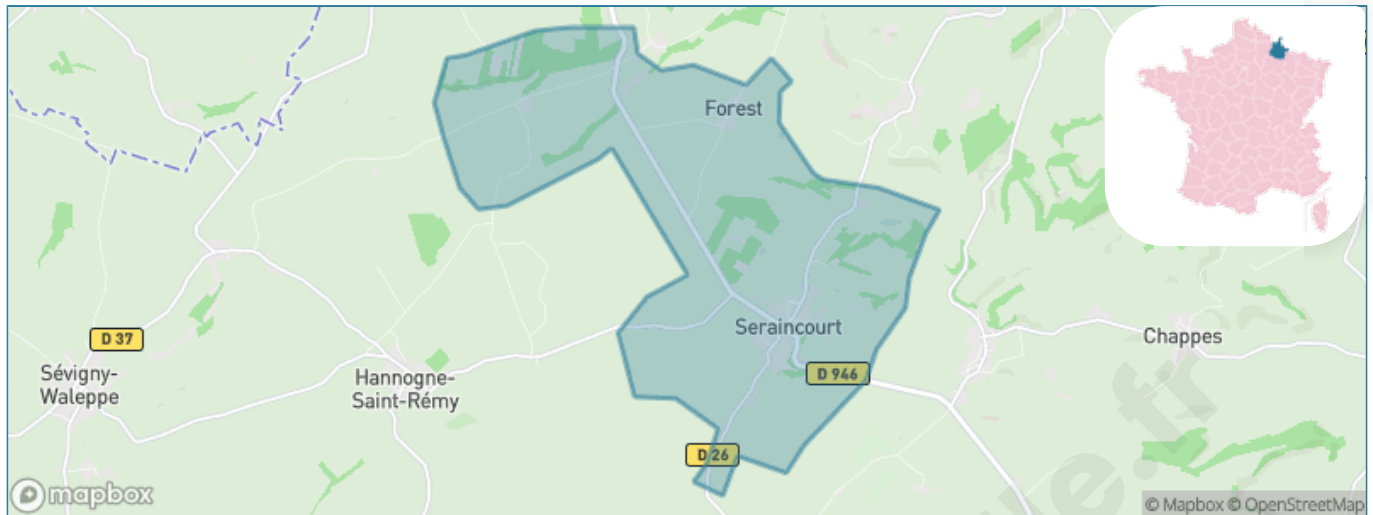 Forest
D 37
Seraincourt
Chappes
Sévigny-
Waleppe
Hannogne-
Saint-Rémy
D 946
D 26
mapbox
© Mapbox © OpenStreetMap